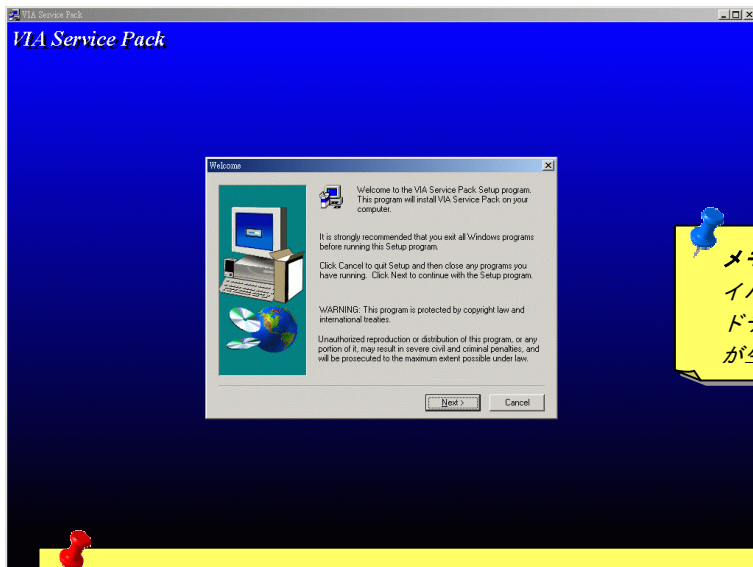 VIA Service Pack
VIA Service Pack
Welcome
Welcome to the VIA Service Pack Setup program.
This program will install VIA Service Pack on your
computer.
It is strongly recommended that you exit all Windows programs
before running this Setup program.
Click Cancel to quit Setup and then close any programs you
have running. Click Next to continue with the Setup program.
WARNING: This program is protected by copyright law and
international treaties.
Unauthorized reproduction or distribution of this program, or any
portion of it, may result in severe civil and criminal penalties, and
will be prosecuted to the maximum extent possible under law.
Next >
Cancel
メモ
イバ
ドラ
が